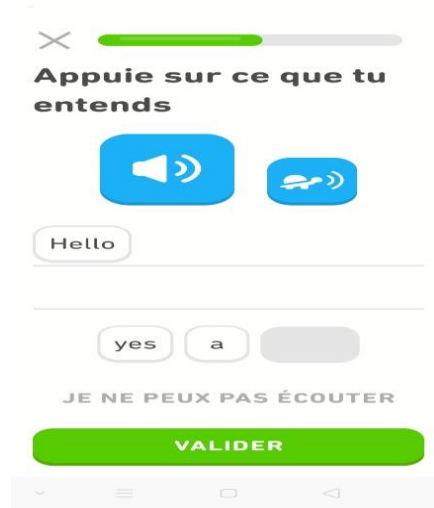 Appuie sur ce que tu
entends
Hello
yes a
JE NE PEUX PAS ÉCOUTER
VALIDER